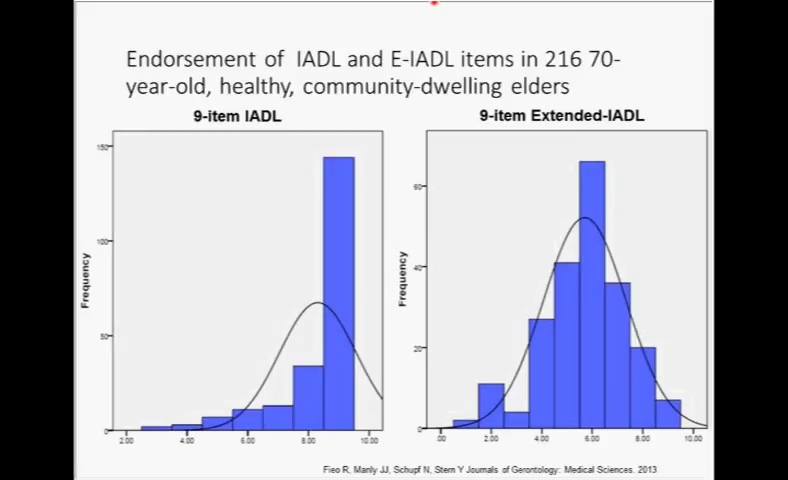 Endorsement of IADL and E-IADL items in 216 70-
year-old, healthy, community-dwelling elders
9-item IADL
9-item Extended-IADL
150
100
50
0
Frequency
2.00 4.00 6.00 8.00 10.00
60
40
20
0
Frequency
.00 2.00 4.00 6.00 8.00 10.00
Fieo R, Manly JJ, Schupf N, Stern Y Journals of Gerontology: Medical Sciences. 2013